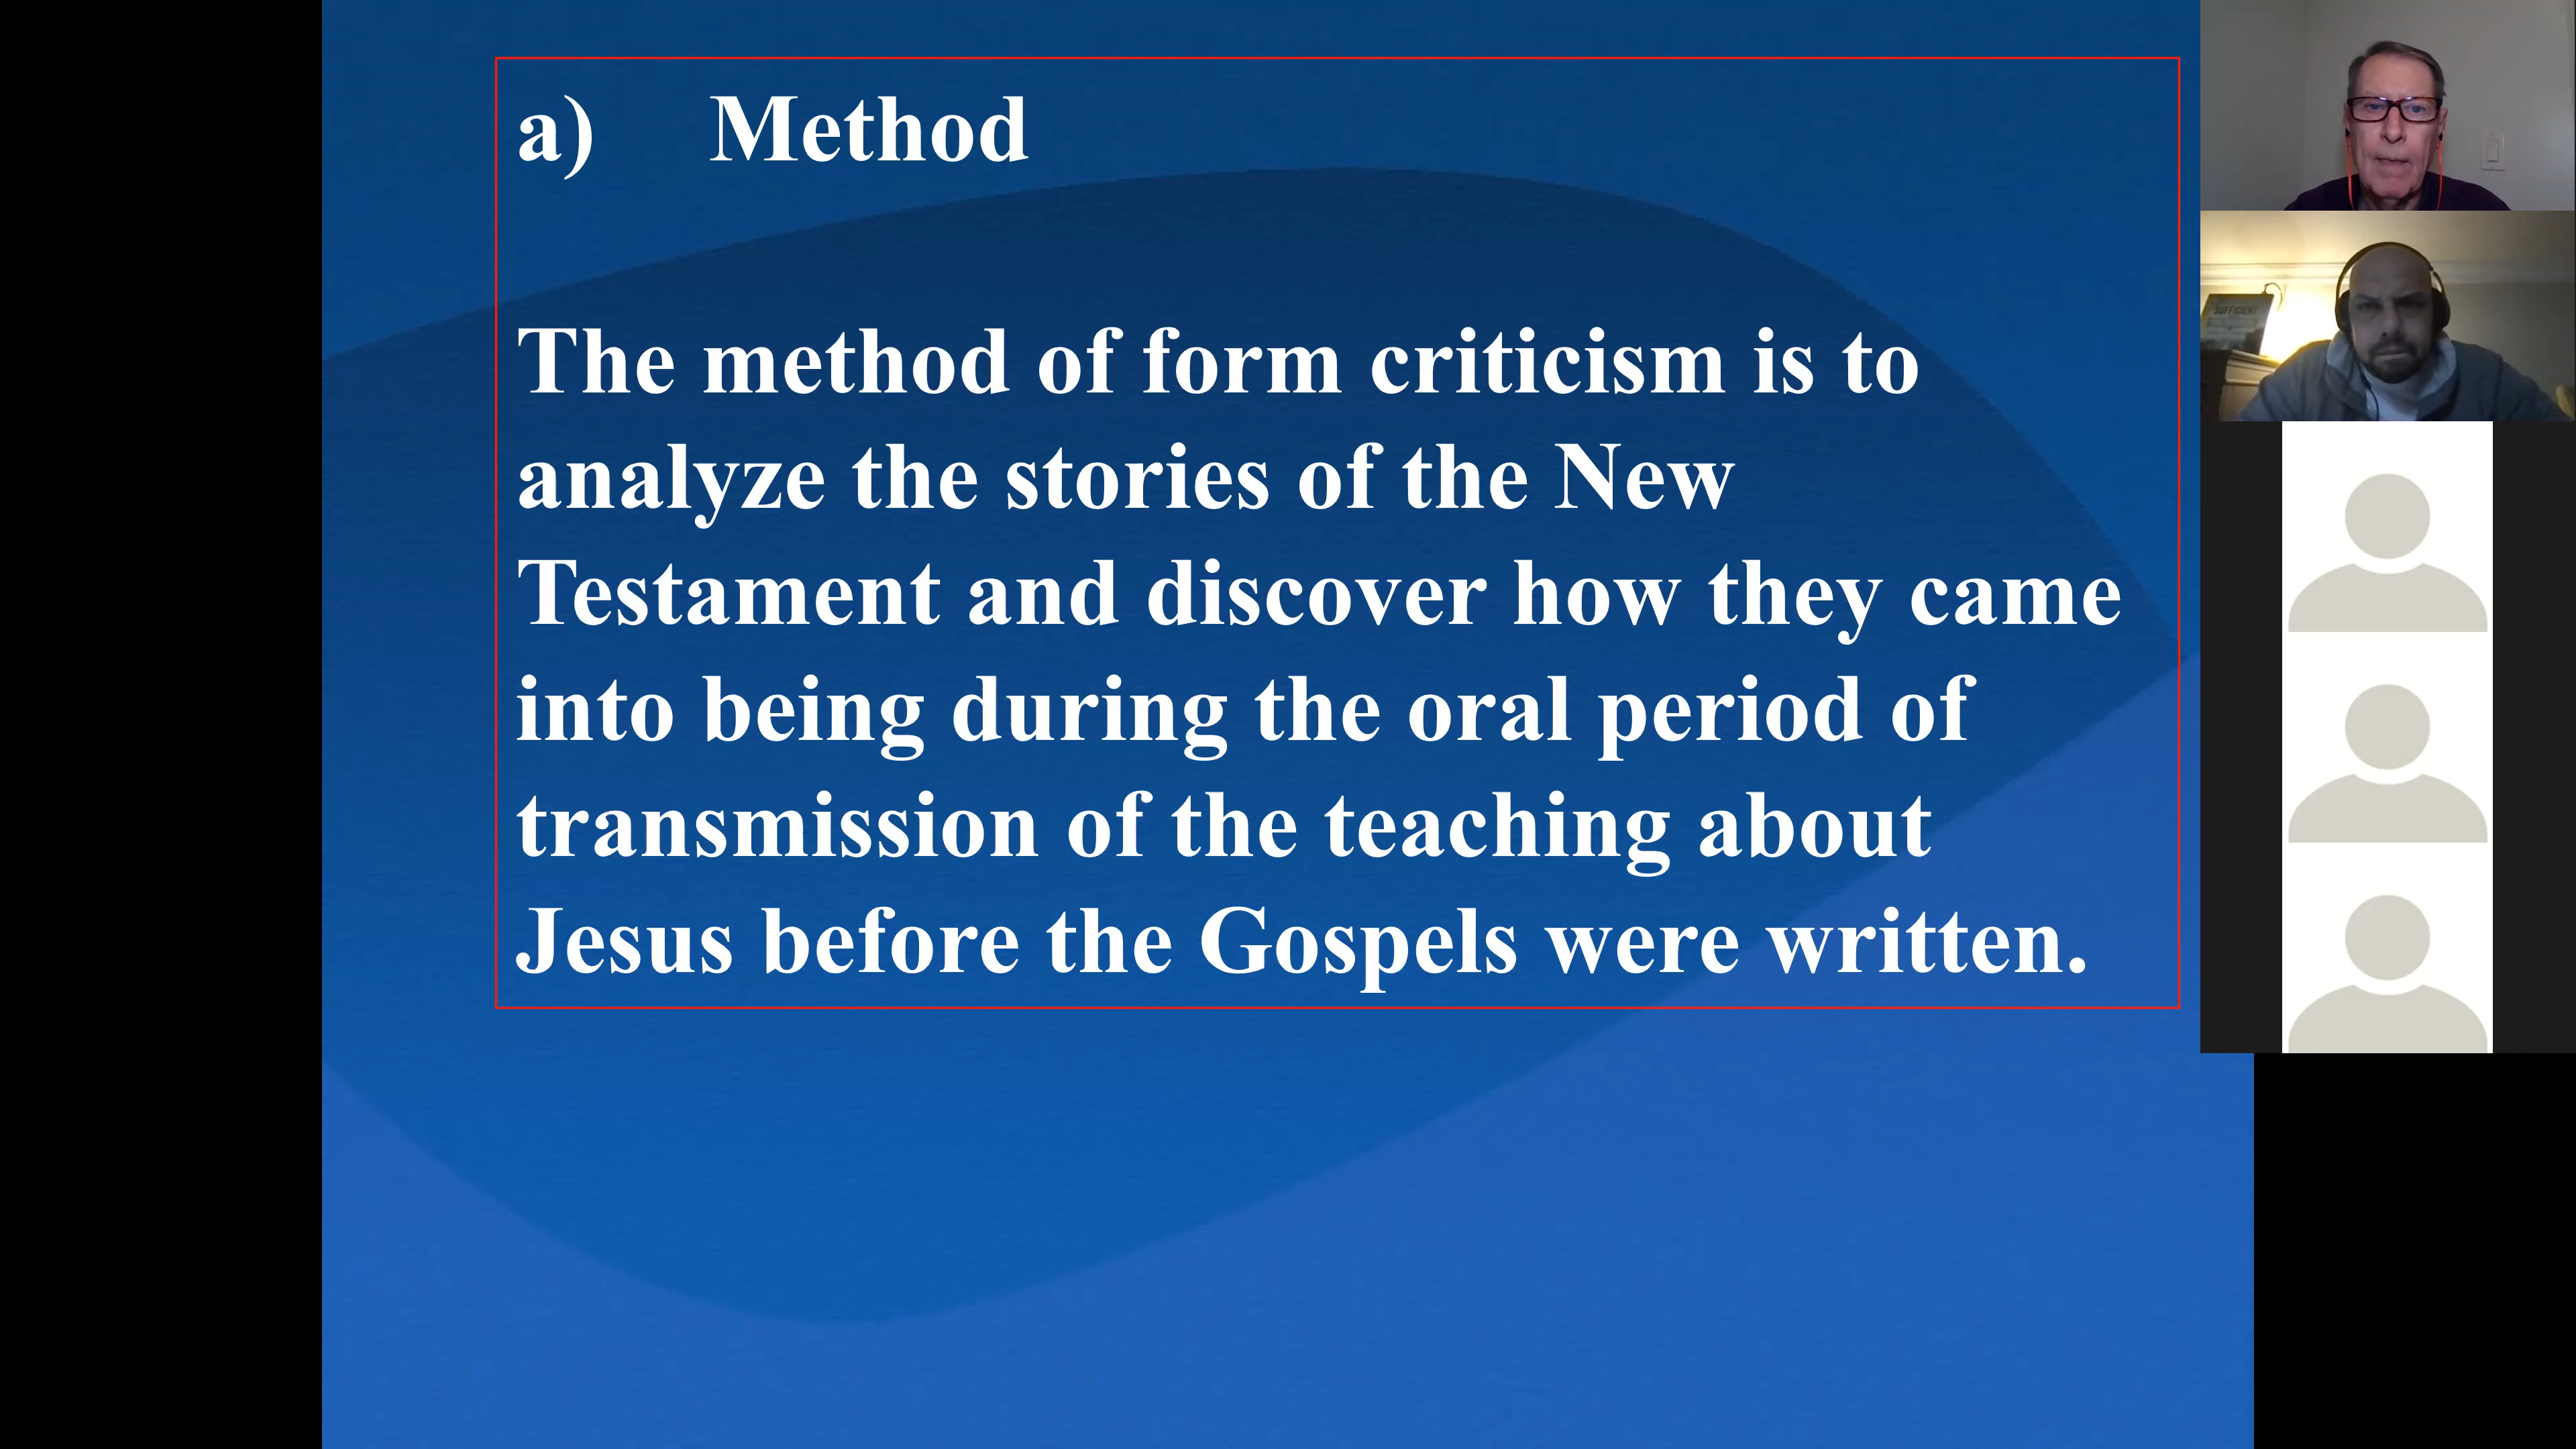 a) Method
The method of form criticism is to
analyze the stories of the New
Testament and discover how they came
into being during the oral period of
transmission of the teaching about
Jesus before the Gospels were written.
SUFFICIENT